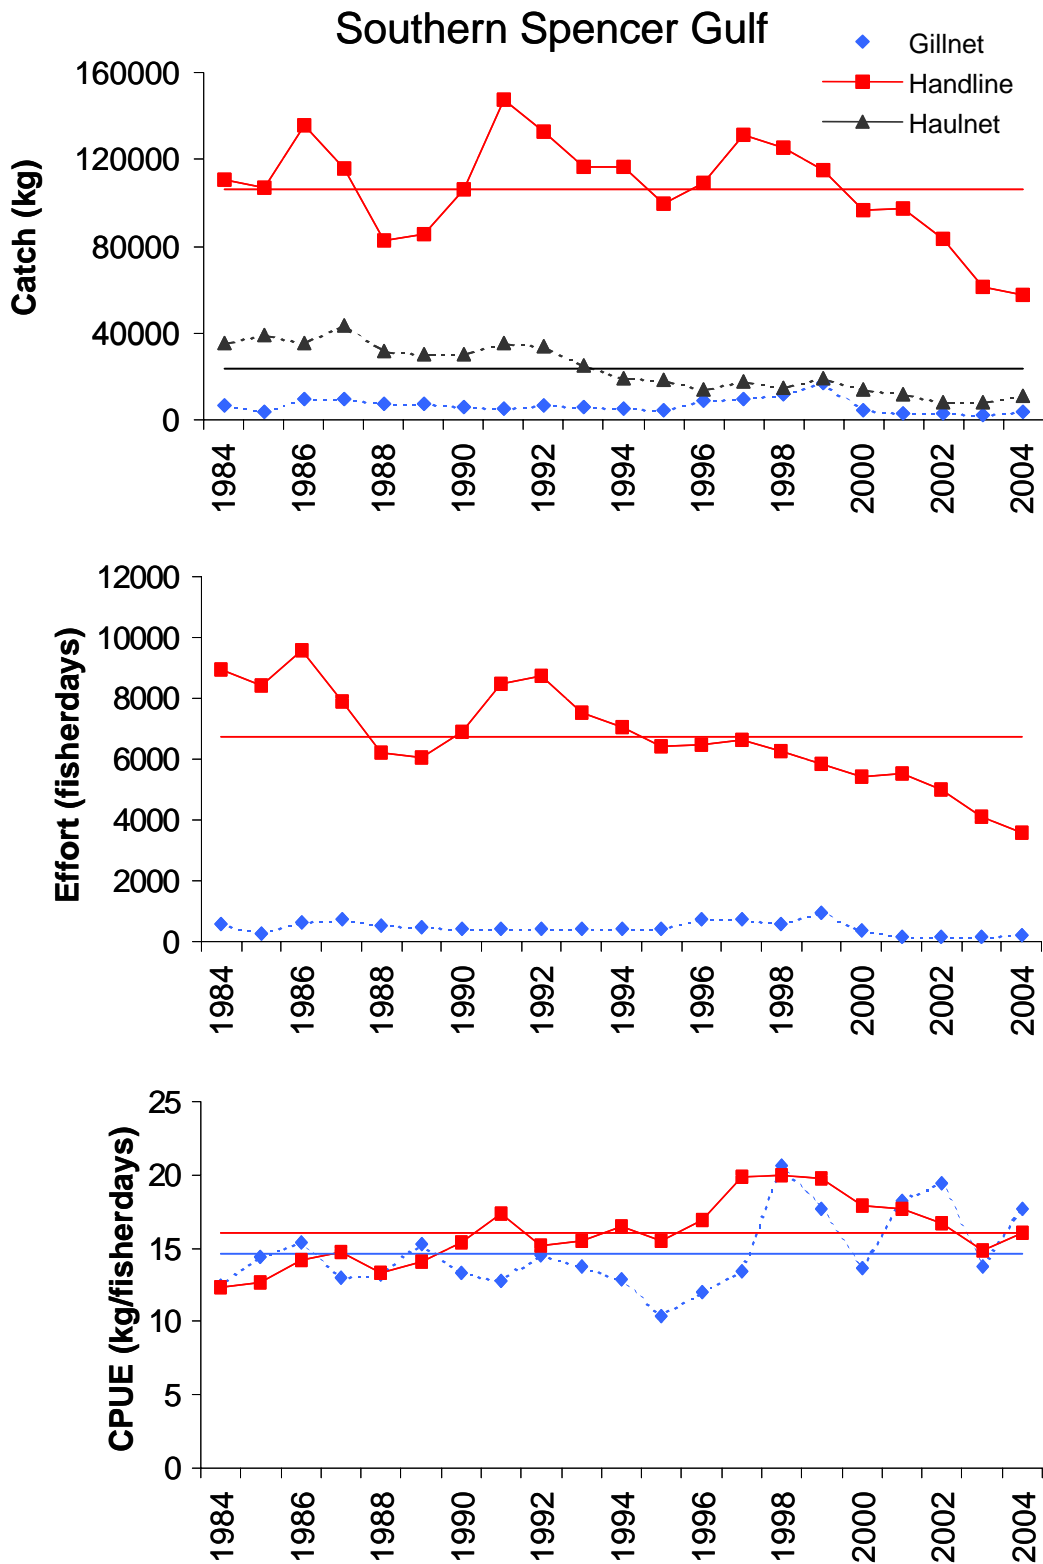 Southern Spencer Gulf
Gillnet
Handline
Haulnet
Catch (kg)
160000
120000
80000
40000
0
1984 1986 1988 1990 1992 1994 1996 1998 2000 2002 2004
Effort (fisherdays)
12000
10000
8000
6000
4000
2000
0
1984 1986 1988 1990 1992 1994 1996 1998 2000 2002 2004
CPUE (kg/fisherdays)
25
20
15
10
5
0
1984 1986 1988 1990 1992 1994 1996 1998 2000 2002 2004